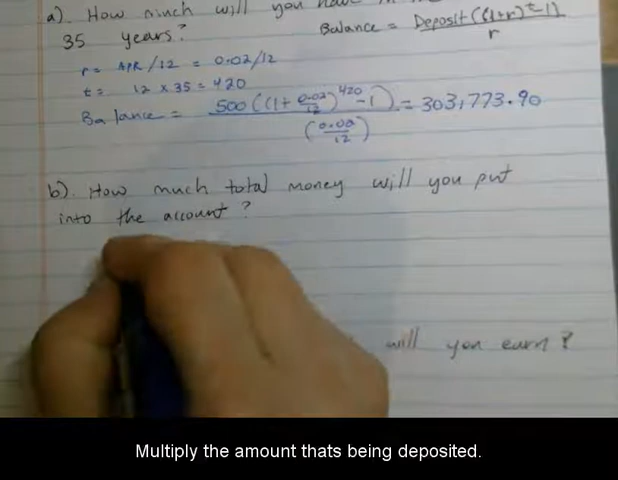 a). How much will you have in
35 years?
Balance = Deposit((1+r)^t-1)
r
r = APR/12 = 0.02/12
t = 12 x 35 = 420
Balance = 500((1+0.02/12)^420-1) = 303,773.90
(0.02/12)
b). How much total money will you put
into the account?
will you earn?
Multiply the amount thats being deposited.